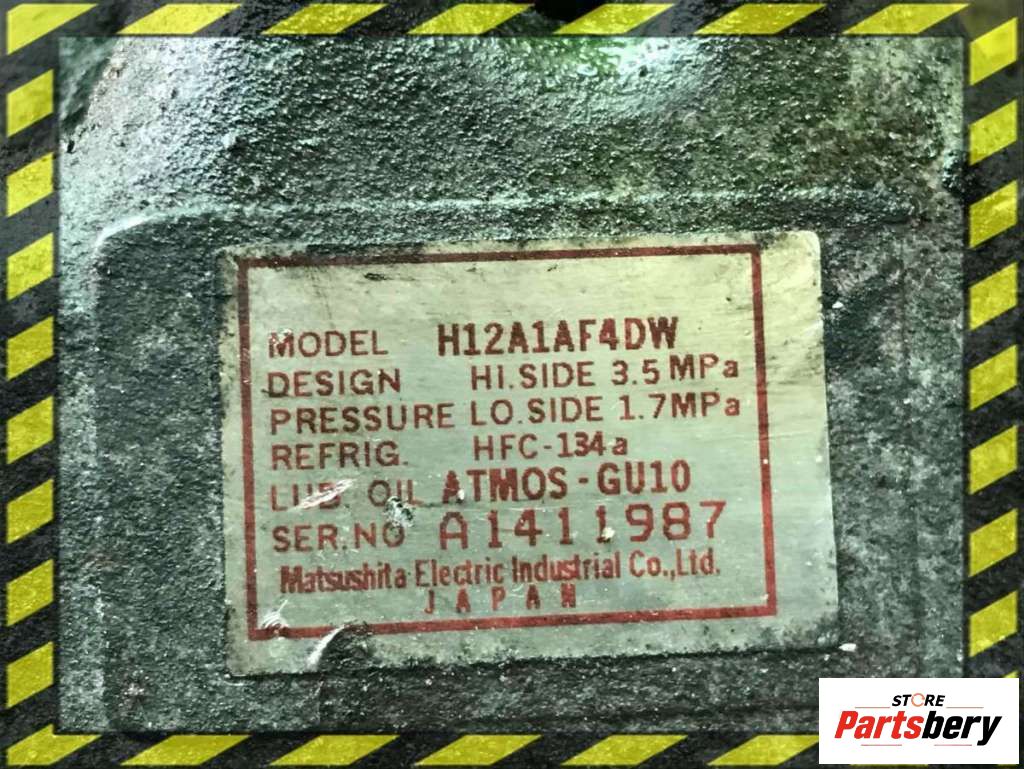 MODEL H12A1AF4DW
DESIGN HI.SIDE 3.5 MPa
PRESSURE LO.SIDE 1.7MPa
REFRIG. HFC-134a
LUB. OIL ATMOS-GU10
SER.NO A1411987
Matsushita Electric Industrial Co.,Ltd.
JAPAN
STORE
Partsbery